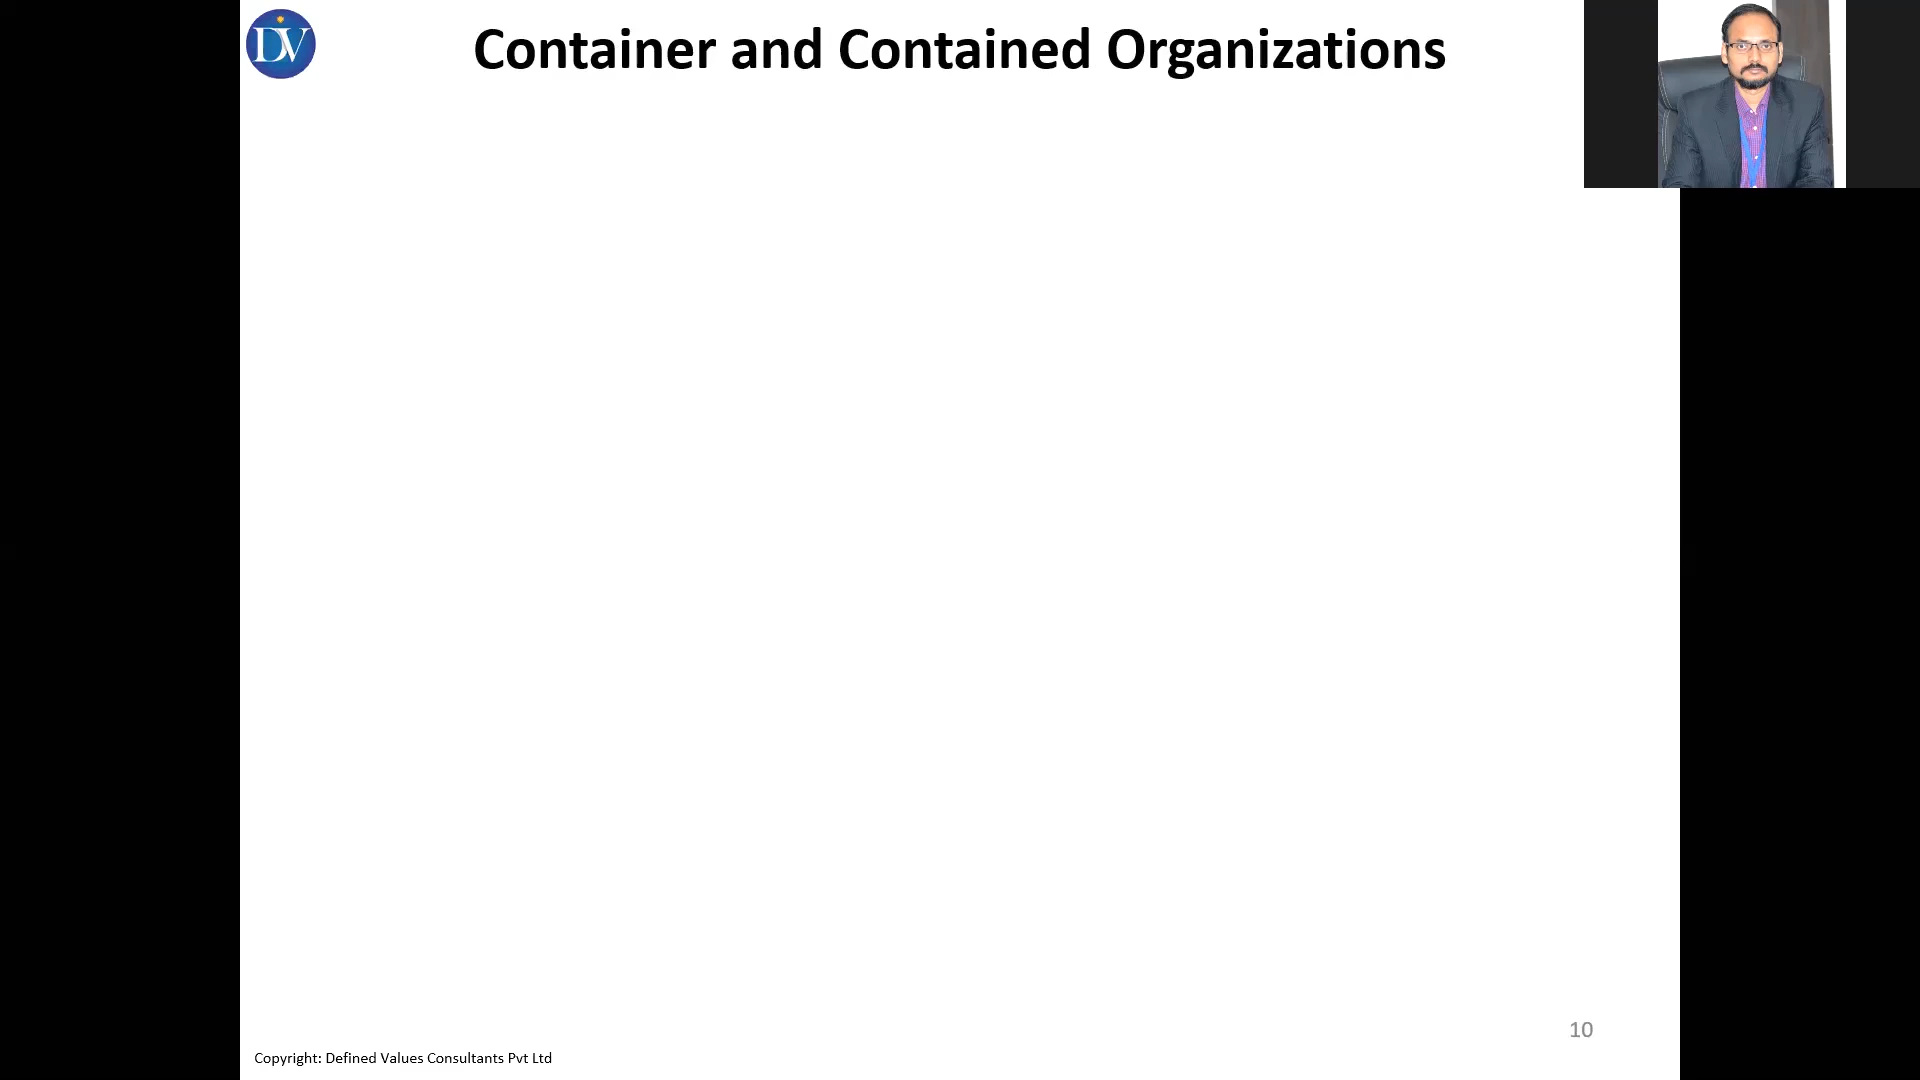 DV
Container and Contained Organizations
10
Copyright: Defined Values Consultants Pvt Ltd